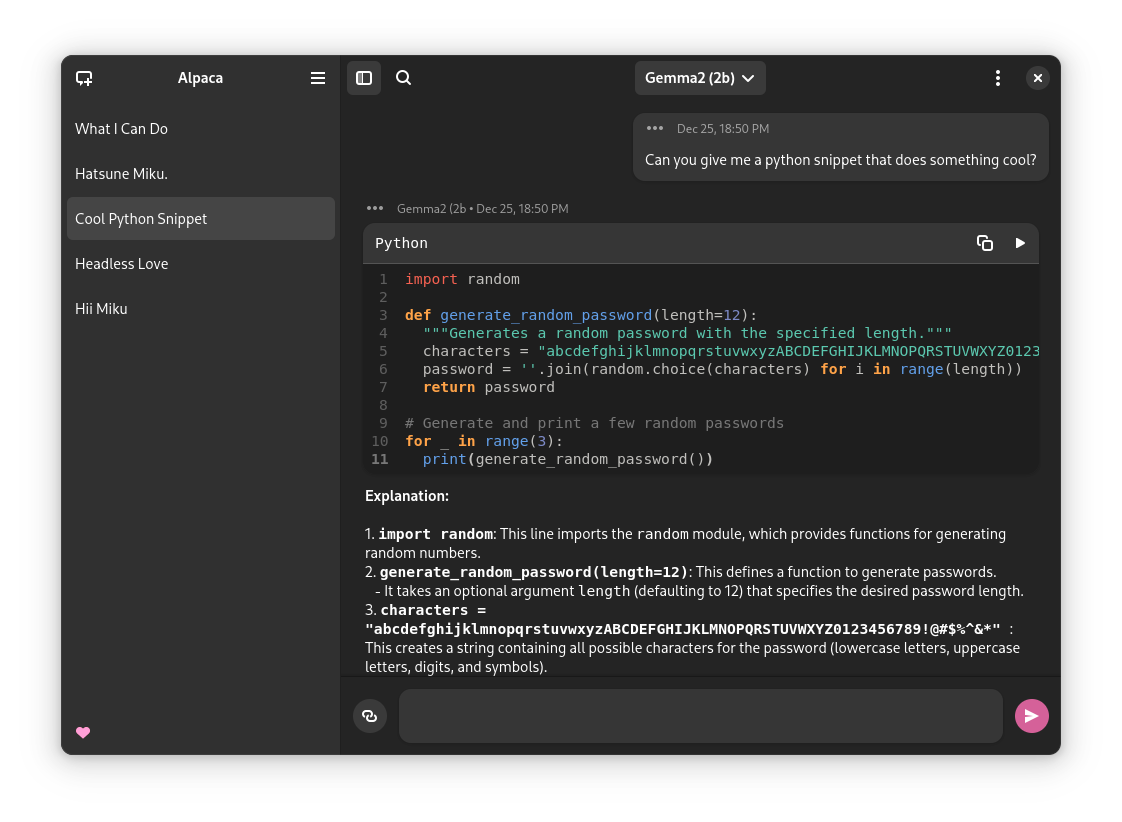 Alpaca
What I Can Do
Hatsune Miku.
Cool Python Snippet
Headless Love
Hii Miku
Gemma2 (2b)
Dec 25, 18:50 PM
Can you give me a python snippet that does something cool?
Gemma2 (2b • Dec 25, 18:50 PM
Python
1 import random
2
3 def generate_random_password(length=12):
4   """Generates a random password with the specified length."""
5   characters = "abcdefghijklmnopqrstuvwxyzABCDEFGHIJKLMNOPQRSTUVWXYZ0123
6   password = ''.join(random.choice(characters) for i in range(length))
7   return password
8
9 # Generate and print a few random passwords
10 for _ in range(3):
11   print(generate_random_password())
Explanation:
1. import random: This line imports the random module, which provides functions for generating
random numbers.
2. generate_random_password(length=12): This defines a function to generate passwords.
- It takes an optional argument length (defaulting to 12) that specifies the desired password length.
3. characters =
"abcdefghijklmnopqrstuvwxyzABCDEFGHIJKLMNOPQRSTUVWXYZ0123456789!@#$%^&*" :
This creates a string containing all possible characters for the password (lowercase letters, uppercase
letters, digits, and symbols).